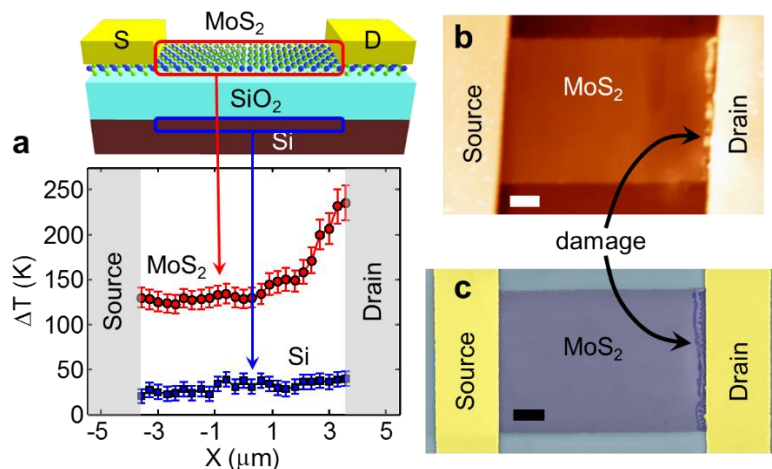 MoS₂
S
D
SiO₂
Si
a
250
200
150
100
50
0
ΔT (K)
Source
MoS₂
Si
Drain
-5
-3
-1
1
3
5
X (μm)
b
Source
MoS₂
Drain
damage
c
Source
MoS₂
Drain